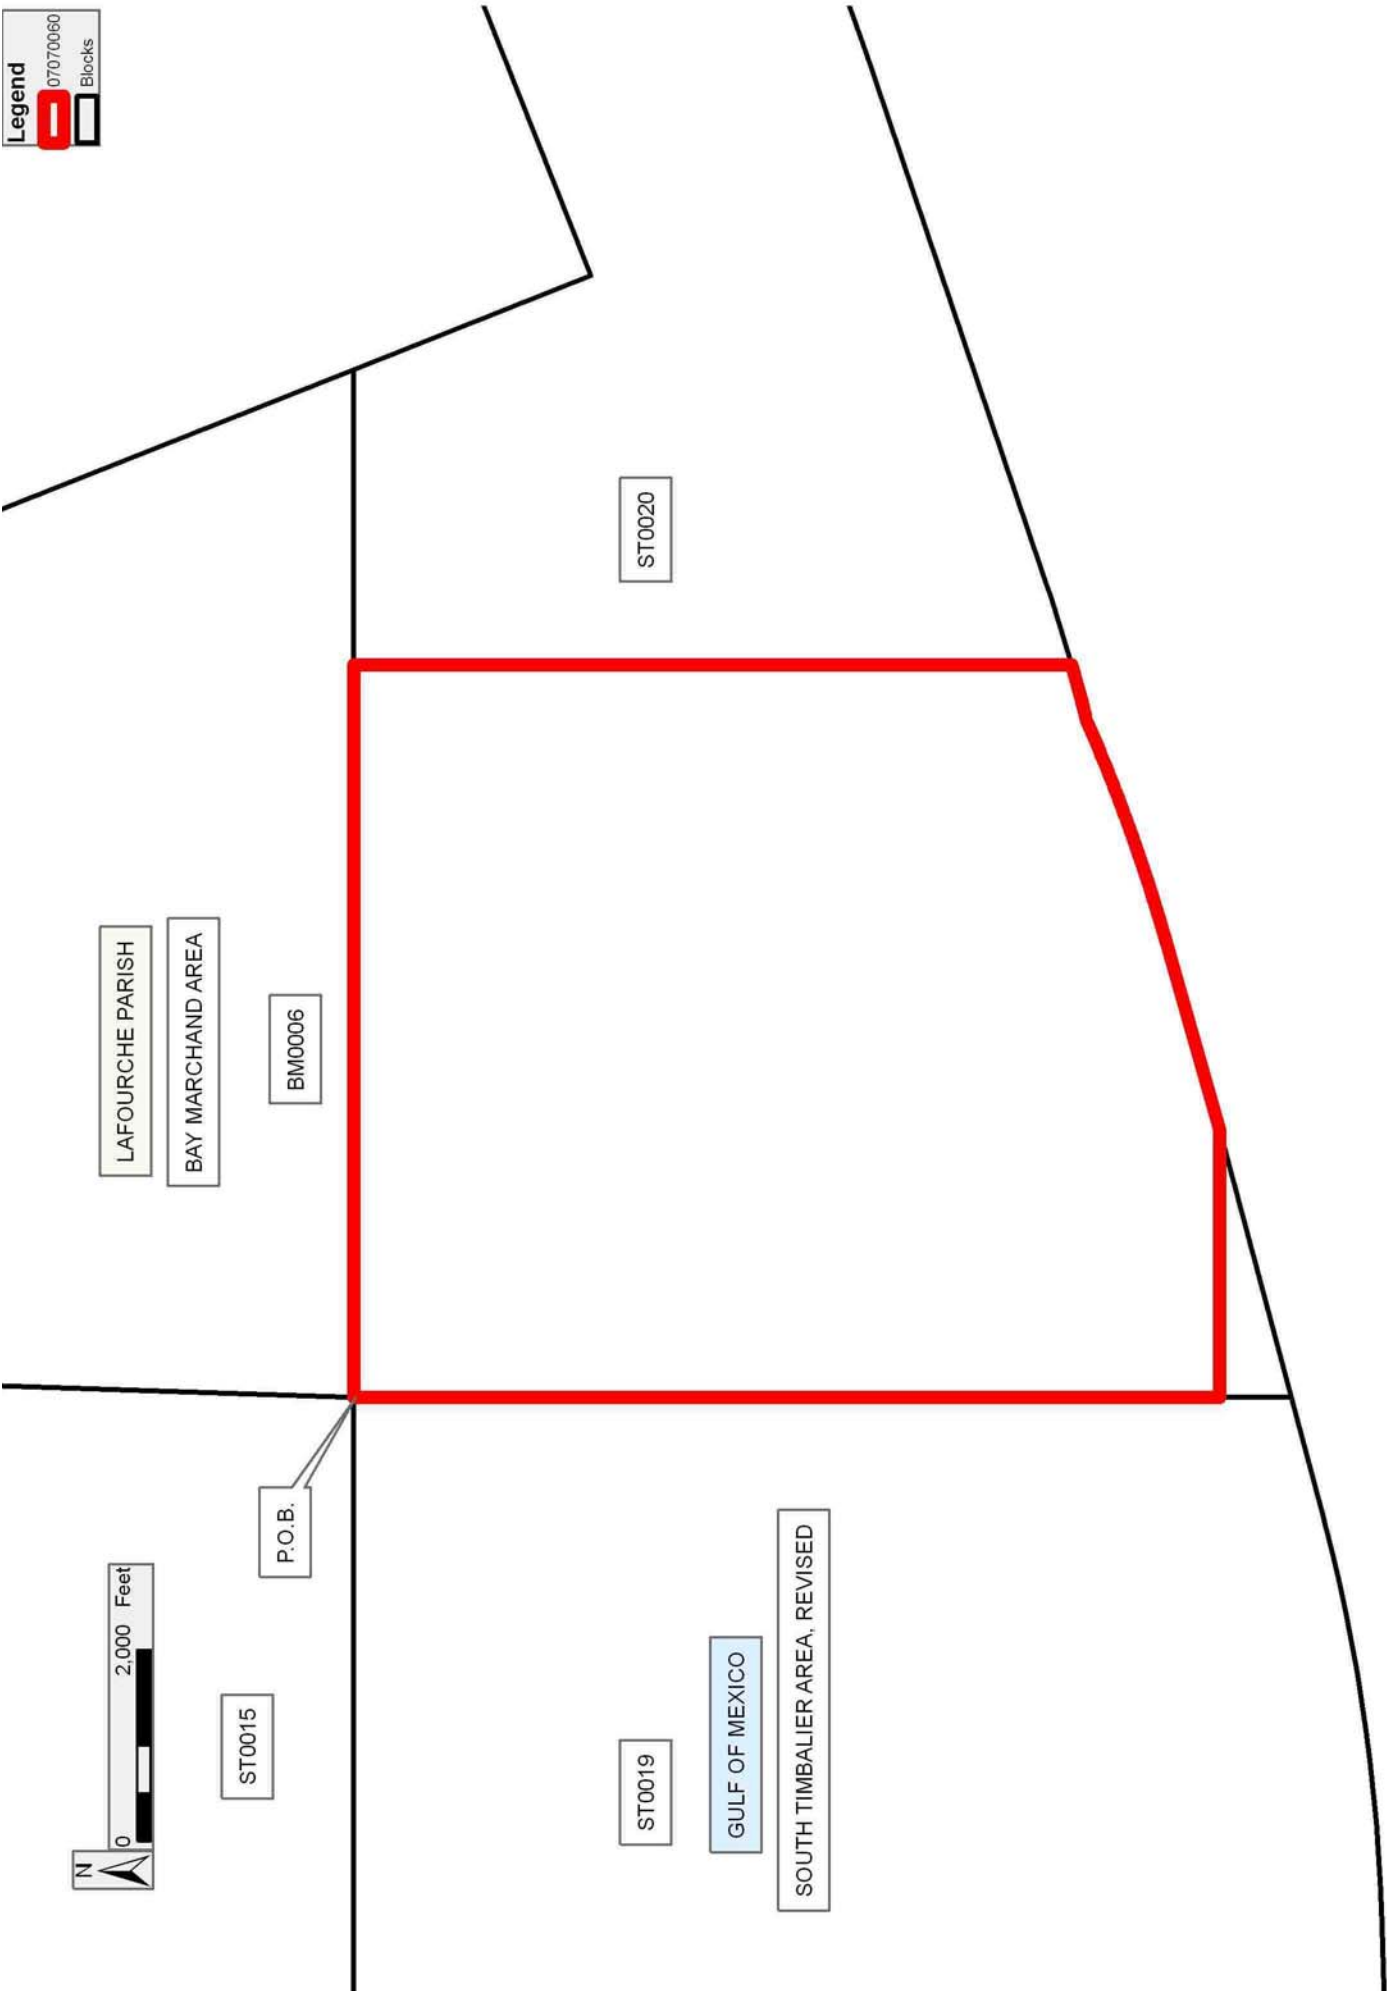 N
0 2,000 Feet
LAFOURCHE PARISH
BAY MARCHAND AREA
Legend
07070060
Blocks
ST0015
P.O.B.
BM0006
ST0019
ST0020
GULF OF MEXICO
SOUTH TIMBALIER AREA, REVISED